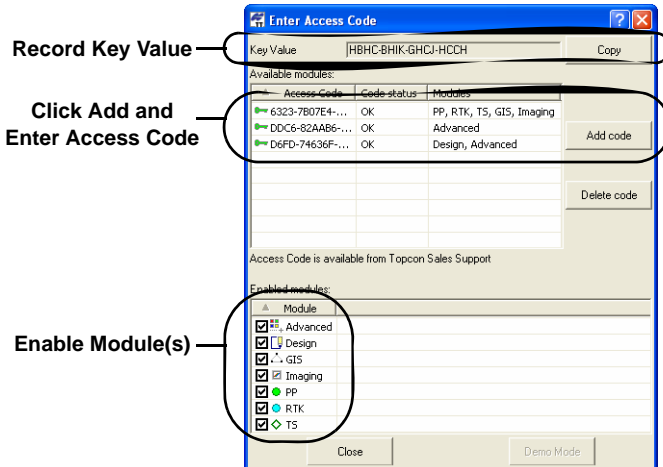 Enter Access Code
Record Key Value
Key Value HBHC-BHIK-GHCJ-HCCH Copy
Available modules:
Access Code Code status Modules
Click Add and
Enter Access Code
6323-7B07E4-... OK PP, RTK, TS, GIS, Imaging
DDC6-82AAB6-... OK Advanced
D6FD-74636F-... OK Design, Advanced
Add code
Delete code
Access Code is available from Topcon Sales Support
Enabled modules:
Module
Enable Module(s)
Advanced
Design
GIS
Imaging
PP
RTK
TS
Close Demo Mode